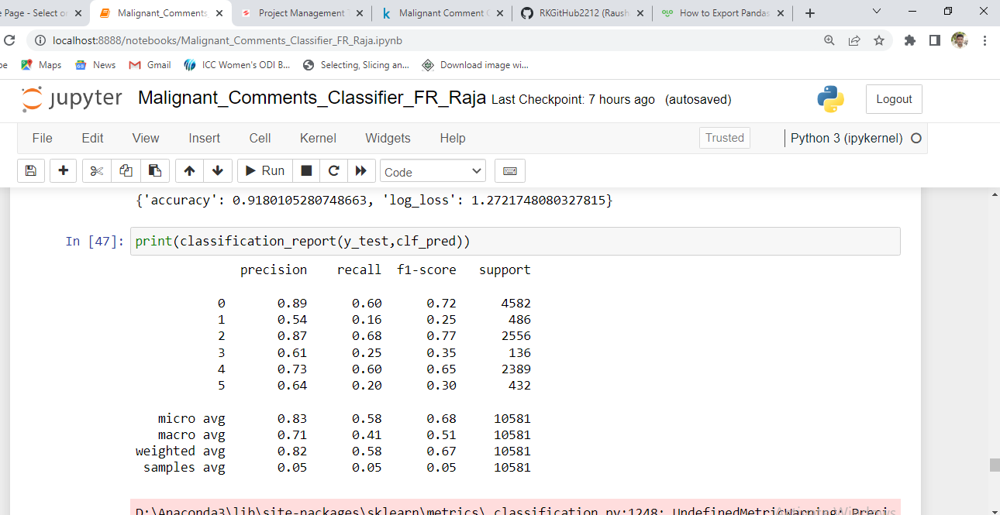 e Page - Select o
Malignant_Comments_
Project Management
Malignant Comment
RKGitHub2212 (Raush
How to Export Pandas
localhost:8888/notebooks/Malignant_Comments_Classifier_FR_Raja.ipynb
Maps
News
Gmail
ICC Women's ODI B...
Selecting, Slicing an...
Download image wi...
jupyter Malignant_Comments_Classifier_FR_Raja Last Checkpoint: 7 hours ago (autosaved)
Logout
File Edit View Insert Cell Kernel Widgets Help
Trusted
Python 3 (ipykernel)
Run
Code
{'accuracy': 0.9180105280748663, 'log_loss': 1.2721748080327815}
In [47]: print(classification_report(y_test,clf_pred))
precision recall f1-score support
0 0.89 0.60 0.72 4582
1 0.54 0.16 0.25 486
2 0.87 0.68 0.77 2556
3 0.61 0.25 0.35 136
4 0.73 0.60 0.65 2389
5 0.64 0.20 0.30 432
micro avg 0.83 0.58 0.68 10581
macro avg 0.71 0.41 0.51 10581
weighted avg 0.82 0.58 0.67 10581
samples avg 0.05 0.05 0.05 10581
D:\Anaconda3\lib\site-packages\sklearn\metrics\_classification.py:1248: UndefinedMetricWarning: Preci
Activate Windows